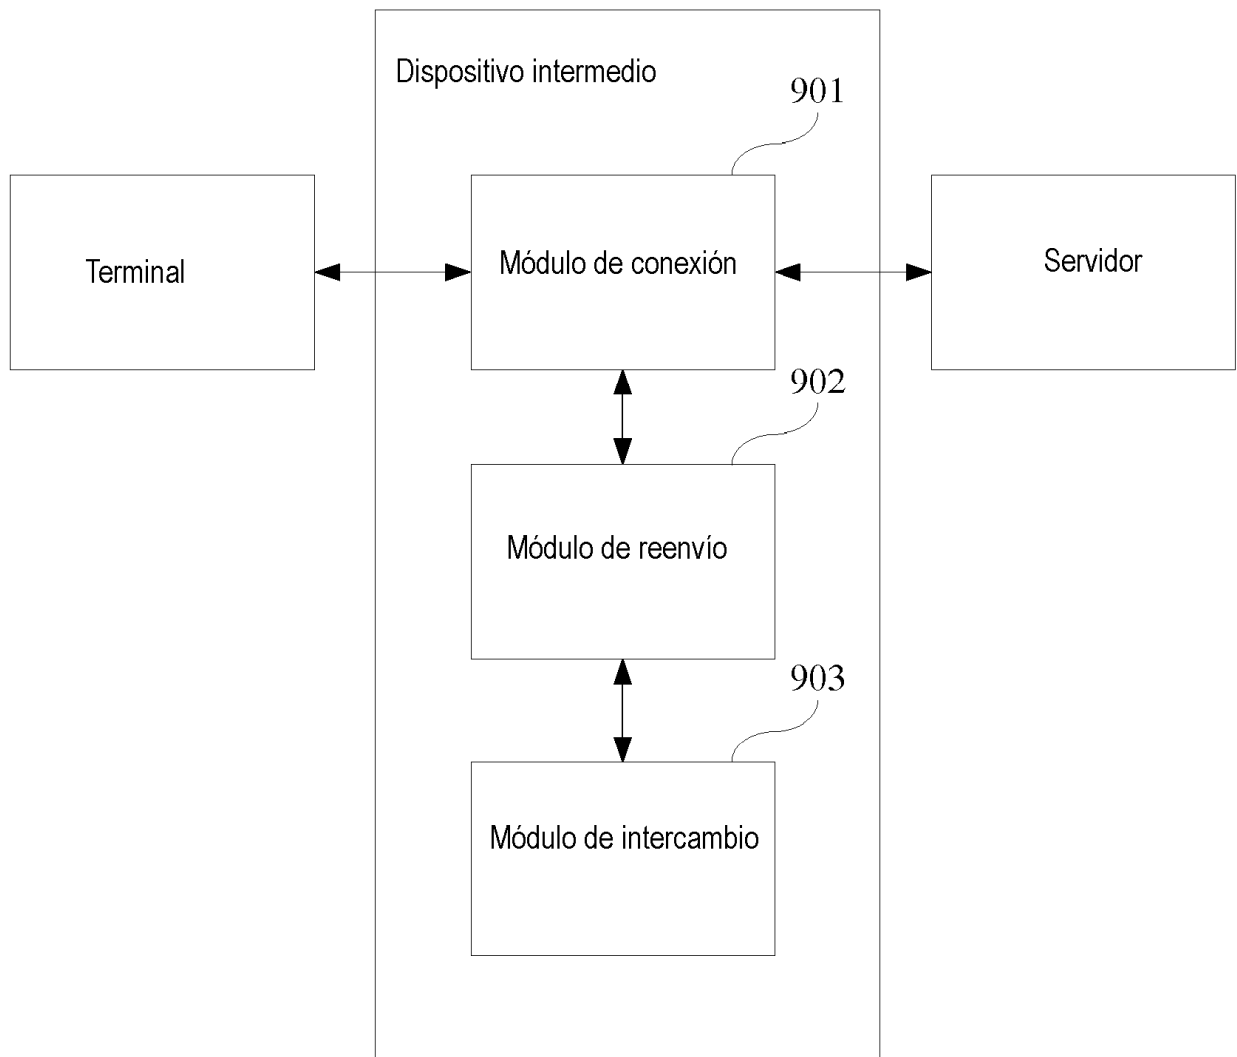 Dispositivo intermedio
901
Terminal
Módulo de conexión
Servidor
902
Módulo de reenvío
903
Módulo de intercambio